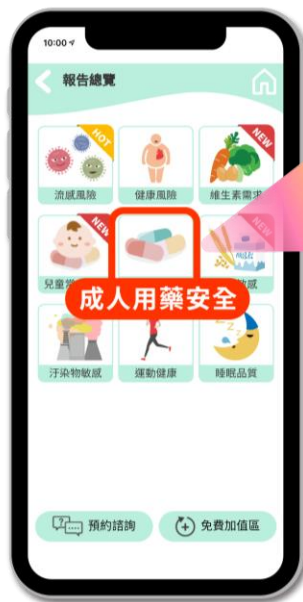 10:00
報告總覽
HOT
NEW
流感風險
健康風險
維生素需求
NEW
milk
兒童
敏感
成人用藥安全
汙染物敏感
運動健康
睡眠品質
預約諮詢
免費加值區